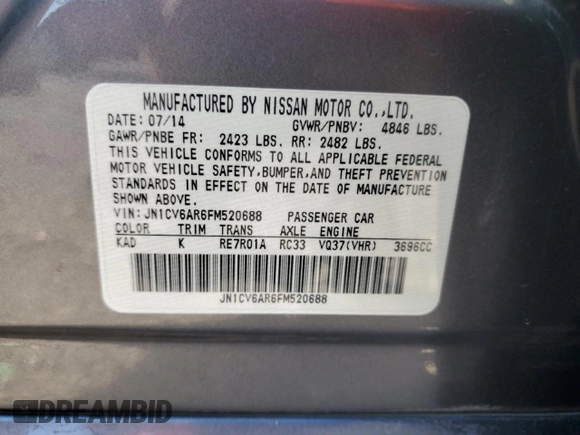 MANUFACTURED BY NISSAN MOTOR CO.,LTD.
DATE: 07/14 GVWR/PNBV: 4846 LBS.
GAWR/PNBE FR: 2423 LBS. RR: 2482 LBS.
THIS VEHICLE CONFORMS TO ALL APPLICABLE FEDERAL
MOTOR VEHICLE SAFETY,BUMPER,AND THEFT PREVENTION
STANDARDS IN EFFECT ON THE DATE OF MANUFACTURE
SHOWN ABOVE.
VIN: JN1CV6AR6FM520688 PASSENGER CAR
COLOR TRIM TRANS AXLE ENGINE
KAD K RE7R01A RC33 VQ37(VHR) 3696CC
JN1CV6AR6FM520688
DREAMBID